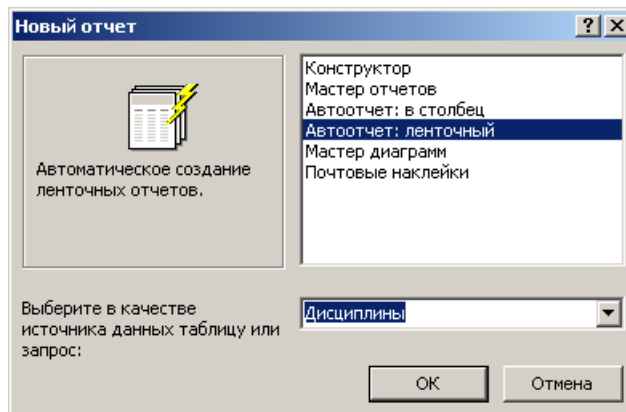 Новый отчет
Автоматическое создание
ленточных отчетов.
Конструктор
Мастер отчетов
Автоотчет: в столбец
Автоотчет: ленточный
Мастер диаграмм
Почтовые наклейки
Выберите в качестве
источника данных таблицу или
запрос:
Дисциплины
ОК
Отмена